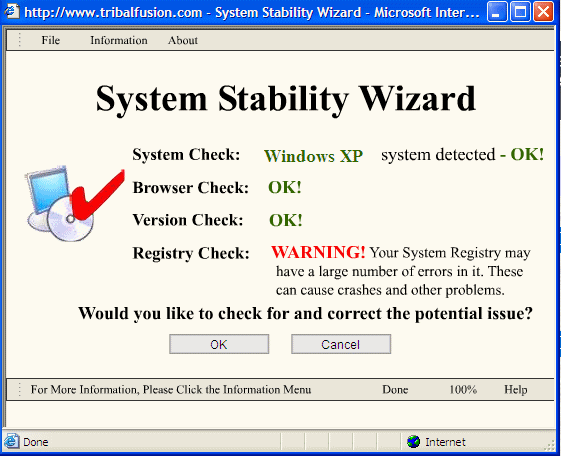 http://www.tribalfusion.com - System Stability Wizard - Microsoft Inter...
File Information About
System Stability Wizard
System Check: Windows XP system detected - OK!
Browser Check: OK!
Version Check: OK!
Registry Check: WARNING! Your System Registry may
have a large number of errors in it. These
can cause crashes and other problems.
Would you like to check for and correct the potential issue?
OK Cancel
For More Information, Please Click the Information Menu Done 100% Help
Done Internet